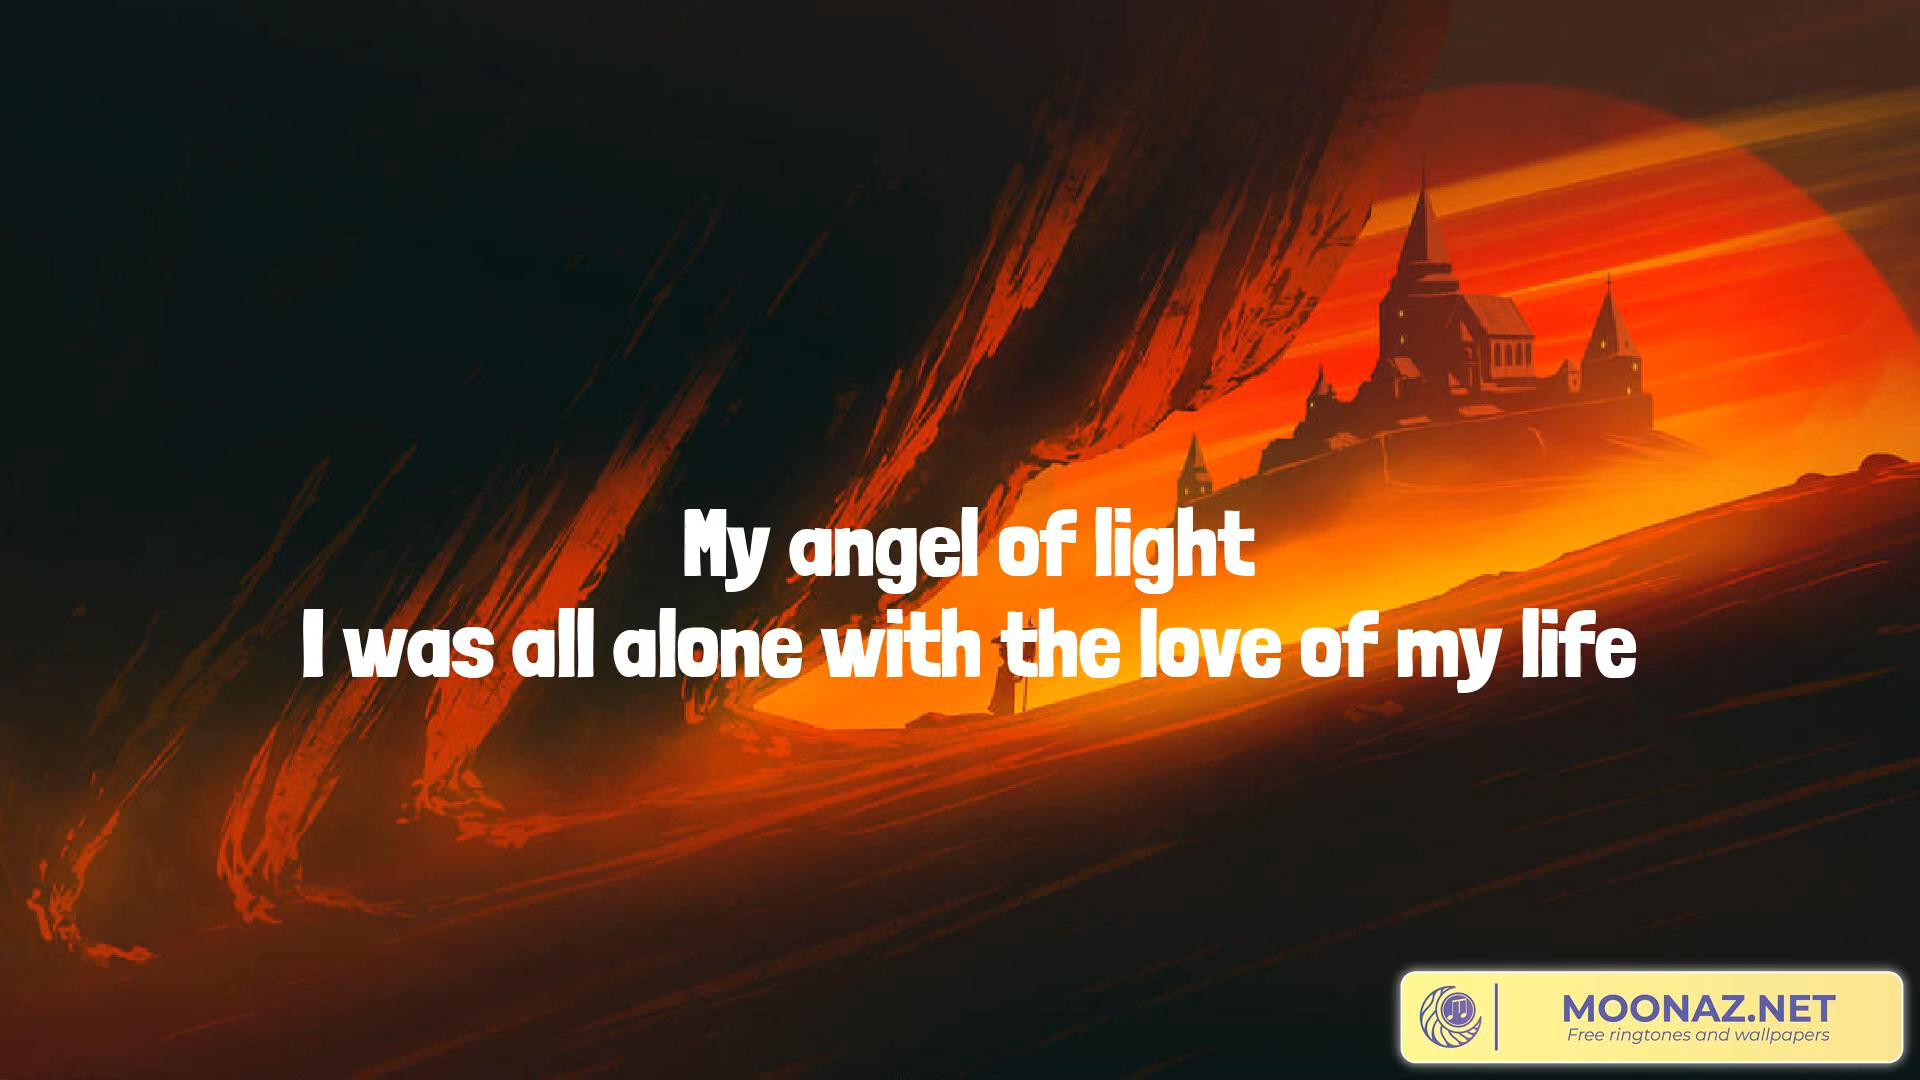 My angel of light
I was all alone with the love of my life
MOONAZ.NET
Free ringtones and wallpapers